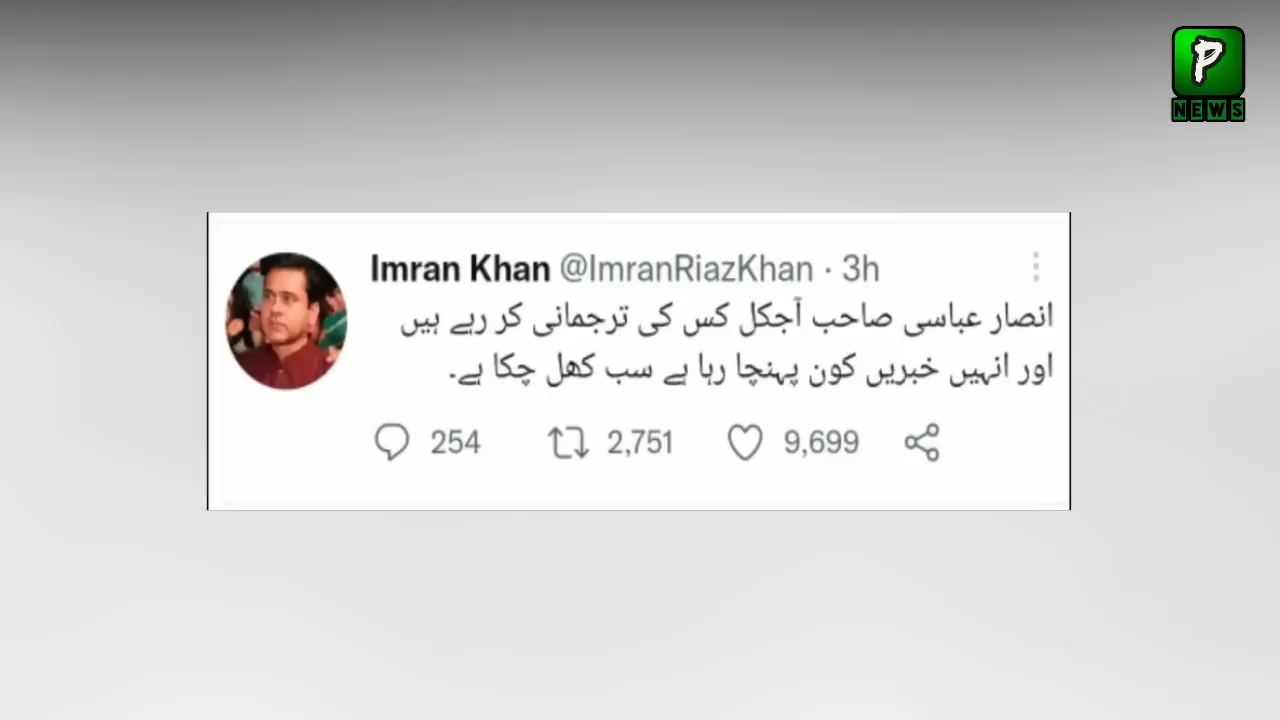 P
NEWS
Imran Khan @ImranRiazKhan · 3h
انصار عباسی صاحب آجکل کس کی ترجمانی کر رہے ہیں
اور انہیں خبریں کون پہنچا رہا ہے سب کھل چکا ہے۔
254 2,751 9,699